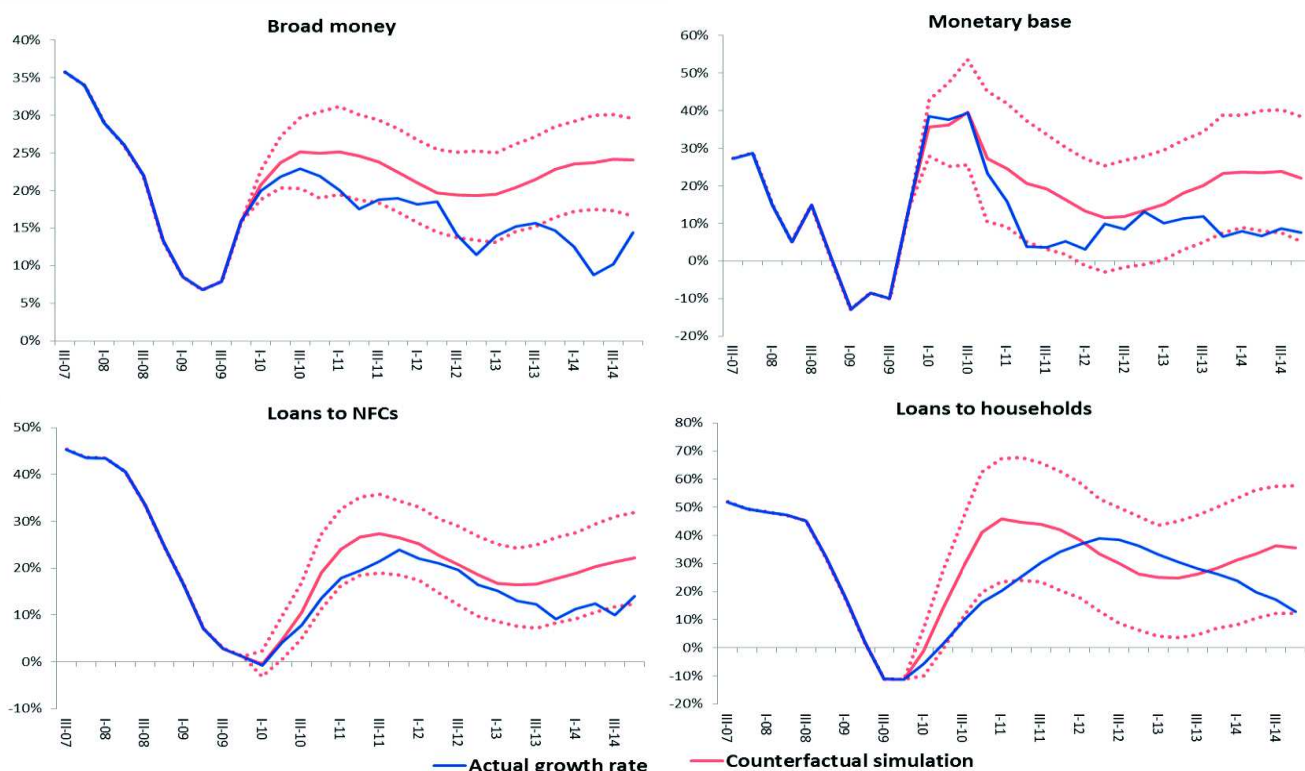 Broad money
40%
35%
30%
25%
20%
15%
10%
5%
0%
III-07
I-08
III-08
I-09
III-09
I-10
III-10
I-11
III-11
I-12
III-12
I-13
III-13
I-14
III-14
Monetary base
60%
50%
40%
30%
20%
10%
0%
-10%
-20%
III-07
I-08
III-08
I-09
III-09
I-10
III-10
I-11
III-11
I-12
III-12
I-13
III-13
I-14
III-14
Loans to NFCs
50%
40%
30%
20%
10%
0%
-10%
III-07
I-08
III-08
I-09
III-09
I-10
III-10
I-11
III-11
I-12
III-12
I-13
III-13
I-14
III-14
Loans to households
80%
70%
60%
50%
40%
30%
20%
10%
0%
-10%
-20%
III-07
I-08
III-08
I-09
III-09
I-10
III-10
I-11
III-11
I-12
III-12
I-13
III-13
I-14
III-14
Actual growth rate
Counterfactual simulation